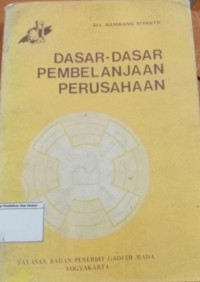 Drs. BAMBANG RIYANTO
DASAR-DASAR
PEMBELANJAAN
PERUSAHAAN
YAYASAN BADAN PENERBIT GADJAH MADA
YOGYAKARTA